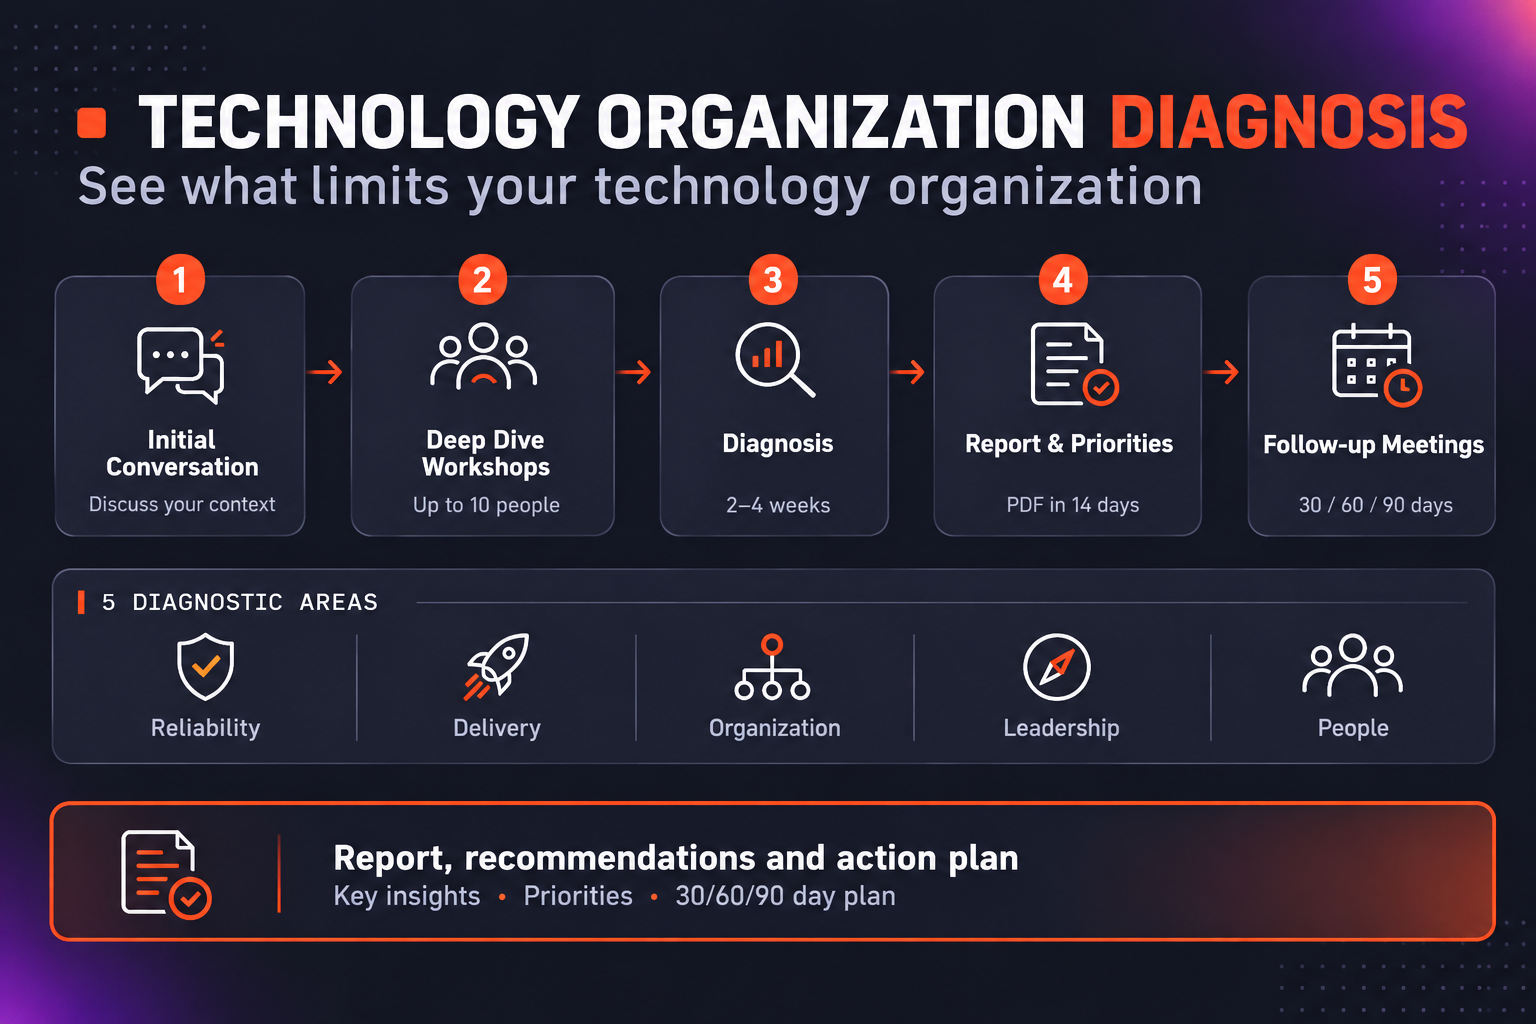 TECHNOLOGY ORGANIZATION DIAGNOSIS
See what limits your technology organization
1
Initial
Conversation
Discuss your context
2
Deep Dive
Workshops
Up to 10 people
3
Diagnosis
2–4 weeks
4
Report & Priorities
PDF in 14 days
5
Follow-up Meetings
30 / 60 / 90 days
5 DIAGNOSTIC AREAS
Reliability
Delivery
Organization
Leadership
People
Report, recommendations and action plan
Key insights • Priorities • 30/60/90 day plan